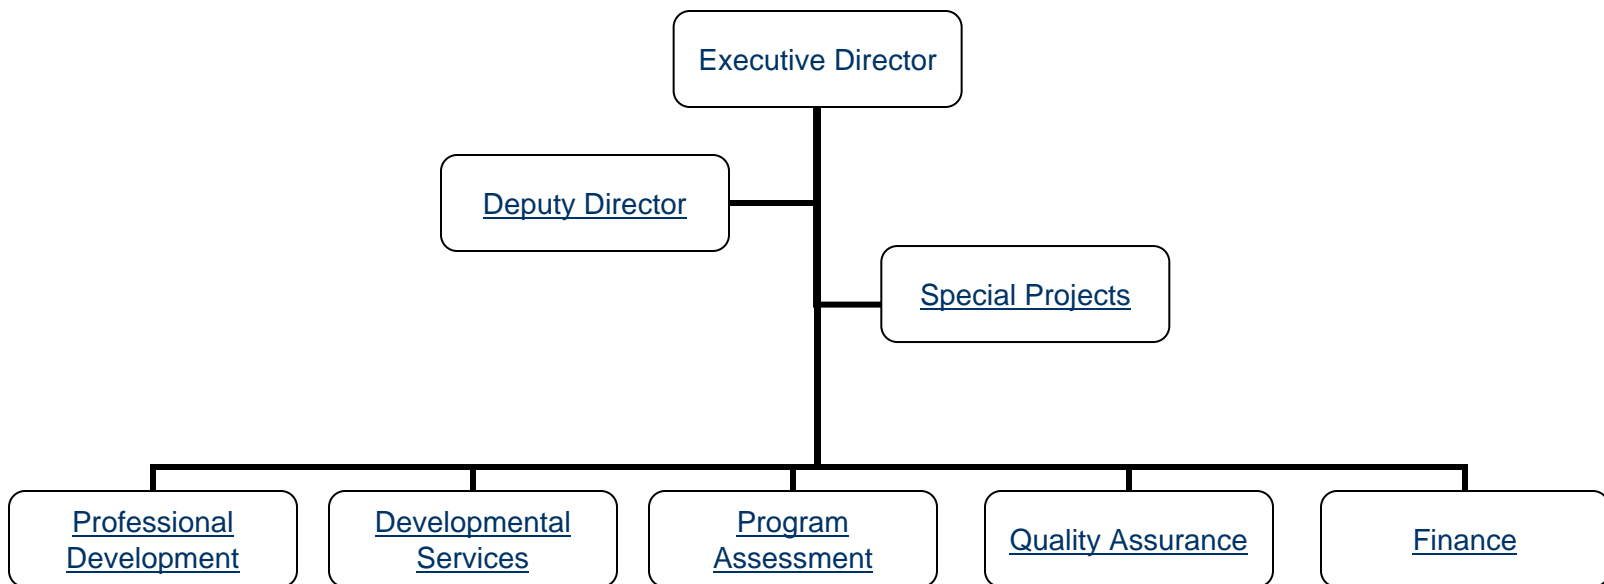 Executive Director
Deputy Director
Special Projects
Professional
Development
Developmental
Services
Program
Assessment
Quality Assurance
Finance